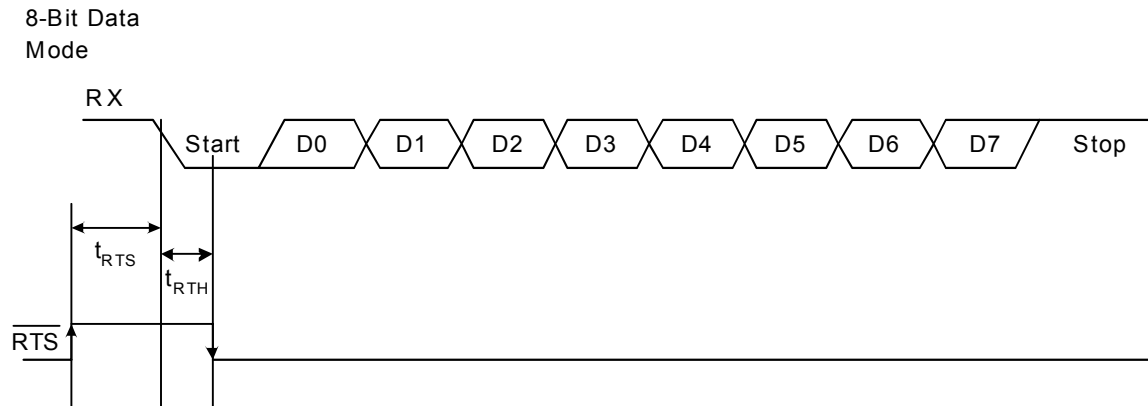 8-Bit Data
Mode
RX
Start D0 D1 D2 D3 D4 D5 D6 D7 Stop
tRTS
tRTH
RTS